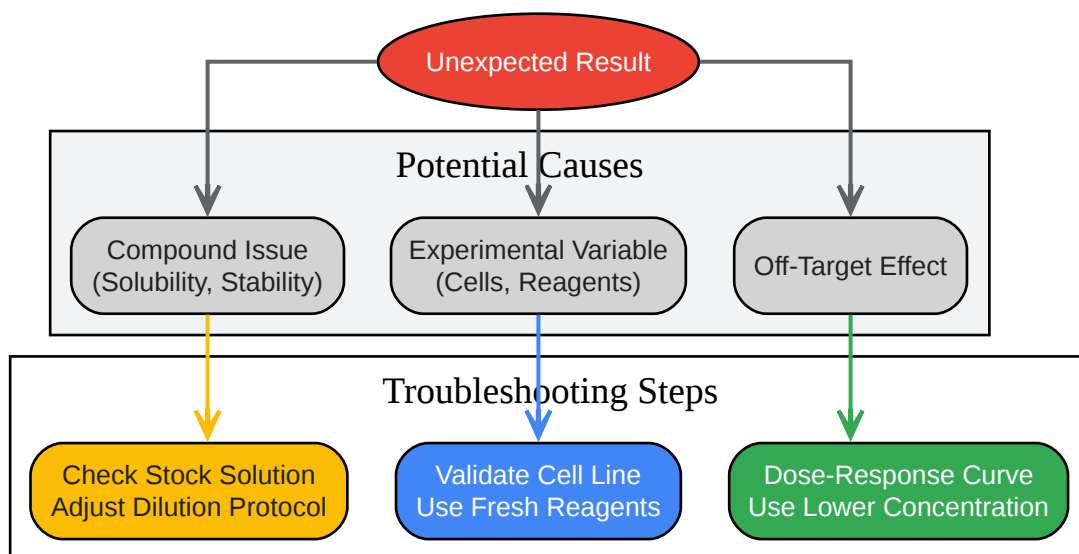 Unexpected Result
Potential Causes
Compound Issue
(Solubility, Stability)
Experimental Variable
(Cells, Reagents)
Off-Target Effect
Troubleshooting Steps
Check Stock Solution
Adjust Dilution Protocol
Validate Cell Line
Use Fresh Reagents
Dose-Response Curve
Use Lower Concentration